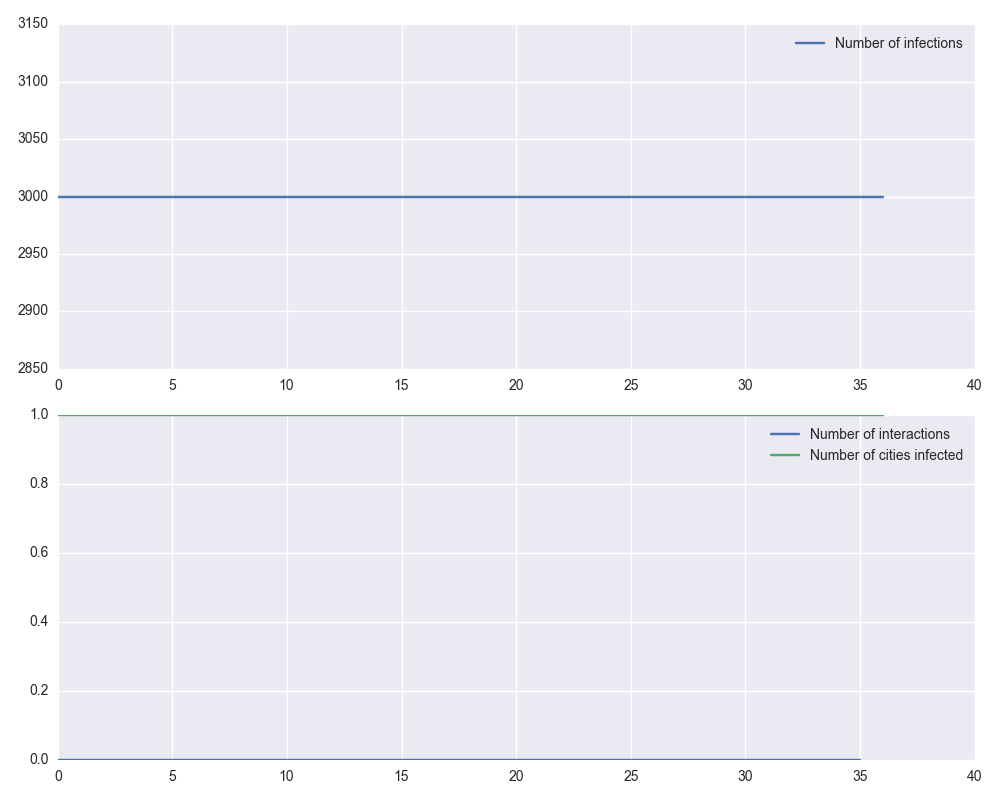 3150
Number of infections
3100
3050
3000
2950
2900
2850
0 5 10 15 20 25 30 35 40
1.0
Number of interactions
Number of cities infected
0.8
0.6
0.4
0.2
0.0
0 5 10 15 20 25 30 35 40